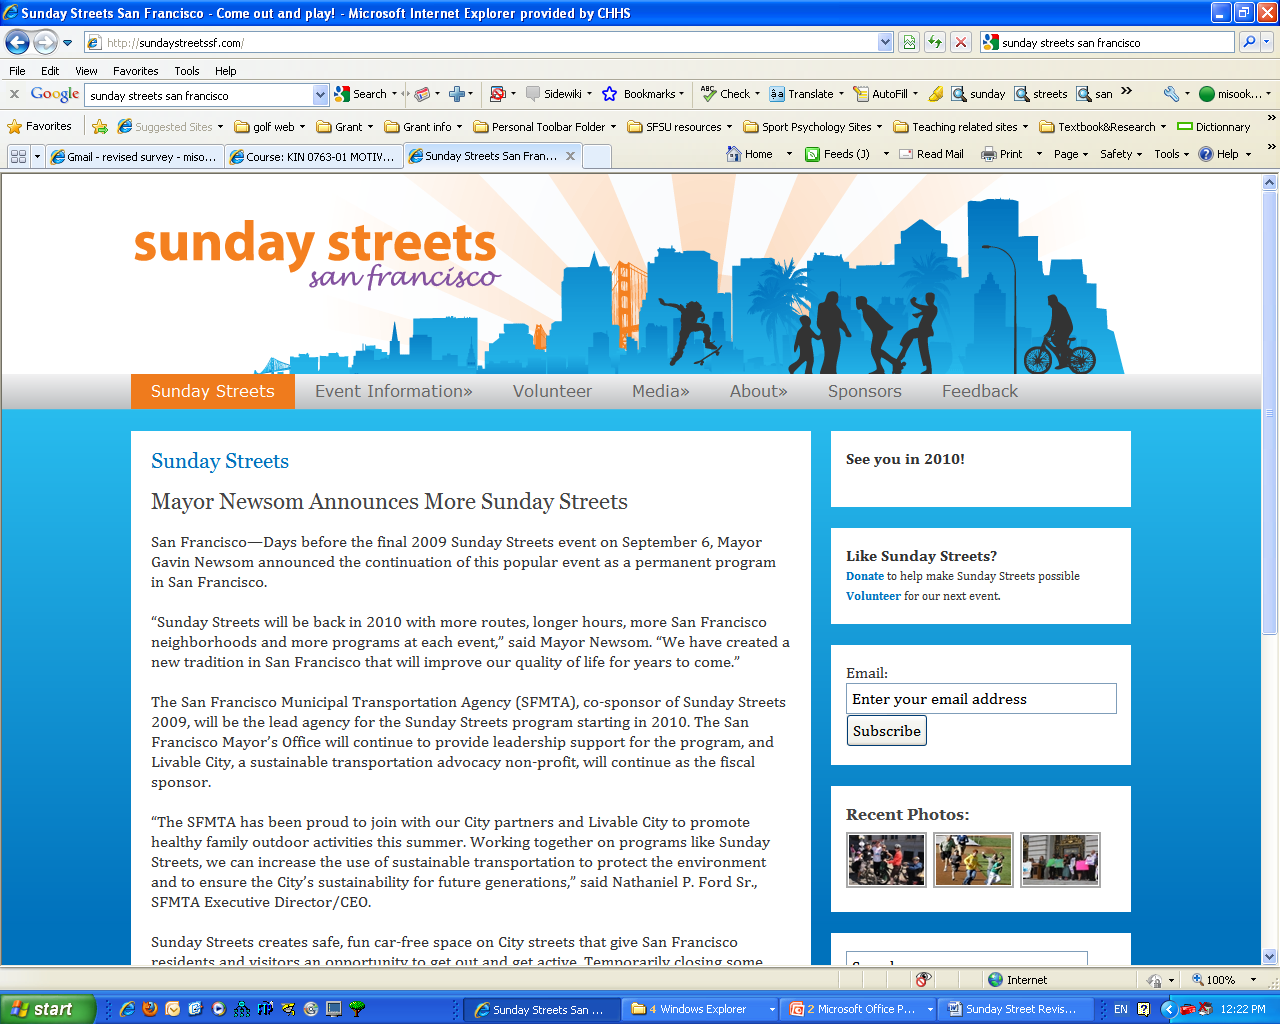 Sunday Streets San Francisco - Come out and play! - Microsoft Internet Explorer provided by CHHS
http://sundaystreetssf.com/
sunday streets san francisco
File Edit View Favorites Tools Help
Google sunday streets san francisco Search Sidewiki Bookmarks Check Translate AutoFill sunday streets san » misook...
Favorites Suggested Sites golf web Grant Grant info Personal Toolbar Folder SFSU resources Sport Psychology Sites Teaching related sites Textbook&Research Dictionnary »
Gmail - revised survey - miso... Course: KIN 0763-01 MOTIV... Sunday Streets San Fran... Home Feeds (J) Read Mail Print Page Safety Tools Help »
sunday streets
san francisco
Sunday Streets Event Information» Volunteer Media» About» Sponsors Feedback
Sunday Streets
Mayor Newsom Announces More Sunday Streets
San Francisco—Days before the final 2009 Sunday Streets event on September 6, Mayor
Gavin Newsom announced the continuation of this popular event as a permanent program
in San Francisco.
“Sunday Streets will be back in 2010 with more routes, longer hours, more San Francisco
neighborhoods and more programs at each event,” said Mayor Newsom. “We have created a
new tradition in San Francisco that will improve our quality of life for years to come.”
The San Francisco Municipal Transportation Agency (SFMTA), co-sponsor of Sunday Streets
2009, will be the lead agency for the Sunday Streets program starting in 2010. The San
Francisco Mayor’s Office will continue to provide leadership support for the program, and
Livable City, a sustainable transportation advocacy non-profit, will continue as the fiscal
sponsor.
“The SFMTA has been proud to join with our City partners and Livable City to promote
healthy family outdoor activities this summer. Working together on programs like Sunday
Streets, we can increase the use of sustainable transportation to protect the environment
and to ensure the City’s sustainability for future generations,” said Nathaniel P. Ford Sr.,
SFMTA Executive Director/CEO.
Sunday Streets creates safe, fun car-free space on City streets that give San Francisco
residents and visitors an opportunity to get out and get active. Temporarily closing some
See you in 2010!
Like Sunday Streets?
Donate to help make Sunday Streets possible
Volunteer for our next event.
Email:
Enter your email address
Subscribe
Recent Photos:
Internet 100%
start Sunday Streets San ... 4 Windows Explorer 2 Microsoft Office P... Sunday Street Revis... EN 12:22 PM